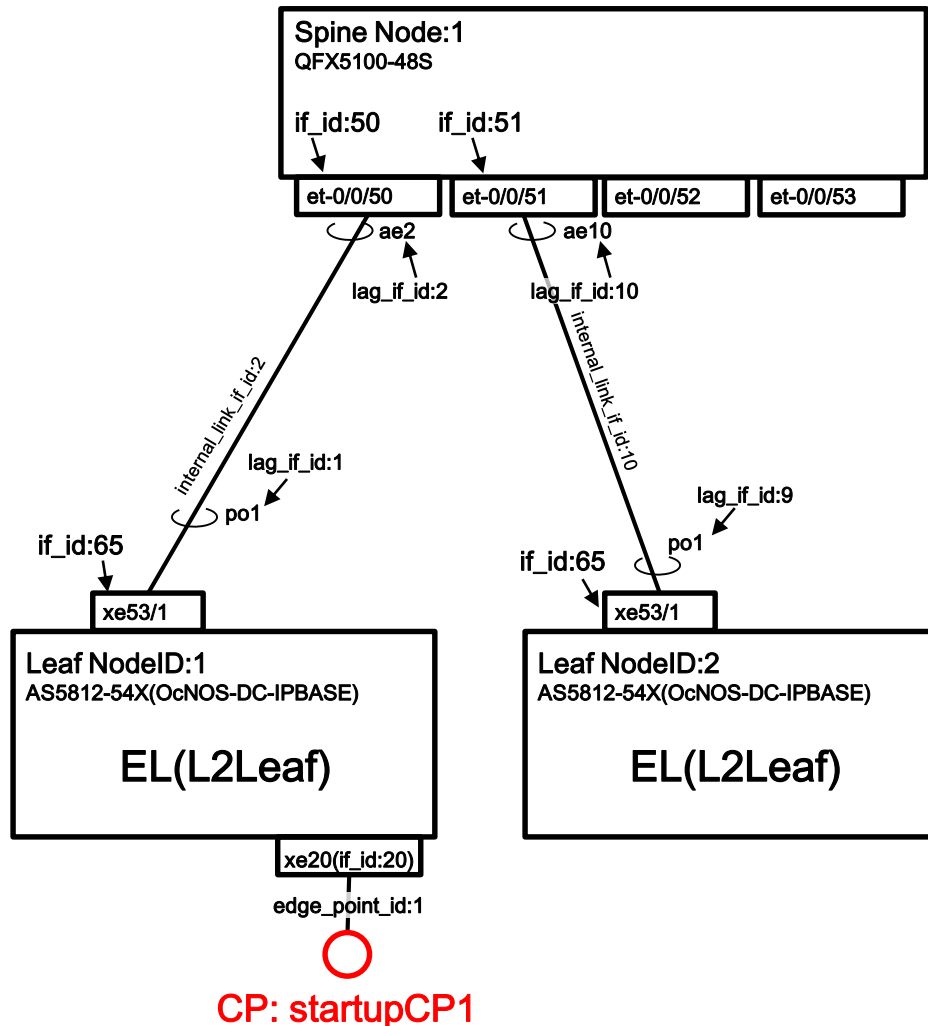 Spine Node:1
QFX5100-48S
if_id:50
if_id:51
et-0/0/50
et-0/0/51
et-0/0/52
et-0/0/53
ae2
ae10
lag_if_id:2
lag_if_id:10
internal_link_if_id:2
internal_link_if_id:10
lag_if_id:1
po1
lag_if_id:9
po1
if_id:65
if_id:65
xe53/1
xe53/1
Leaf NodeID:1
AS5812-54X(OcNOS-DC-IPBASE)
EL(L2Leaf)
Leaf NodeID:2
AS5812-54X(OcNOS-DC-IPBASE)
EL(L2Leaf)
xe20(if_id:20)
edge_point_id:1
CP: startupCP1